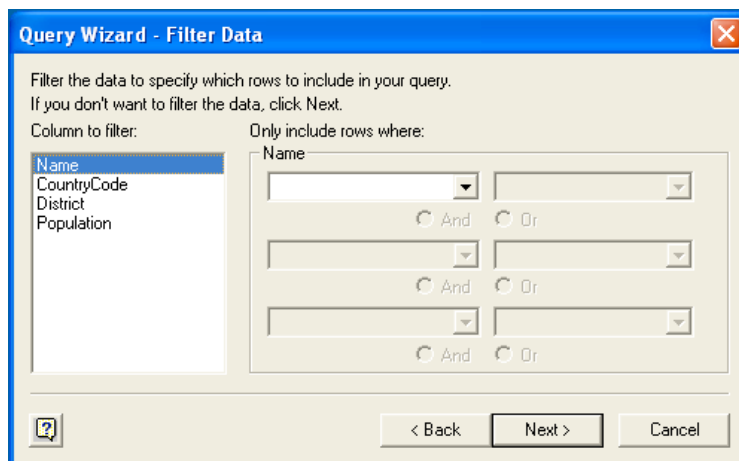 Query Wizard - Filter Data
Filter the data to specify which rows to include in your query.
If you don't want to filter the data, click Next.
Column to filter:
Only include rows where:
Name
CountryCode
District
Population
Name
And Or
And Or
And Or
< Back Next > Cancel